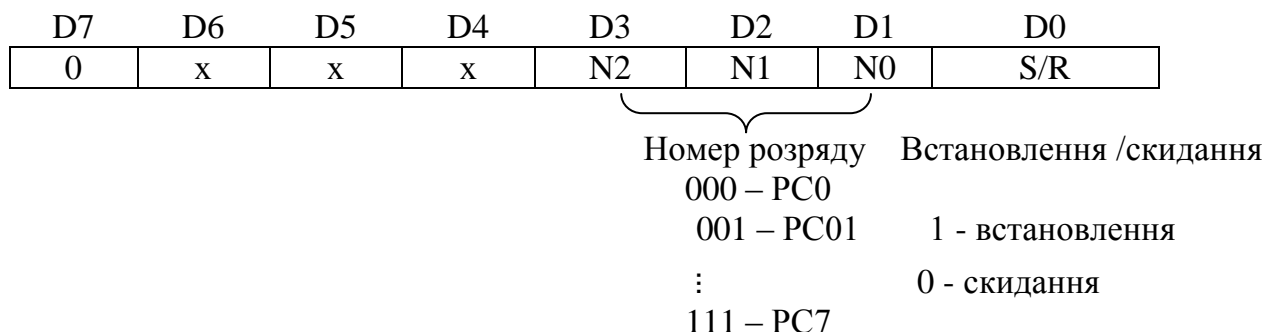 D7 D6 D5 D4 D3 D2 D1 D0
0 x x x N2 N1 N0 S/R
Номер розряду Встановлення /скидання
000 – PC0
001 – PC01 1 - встановлення
⋮ 0 - скидання
111 – PC7